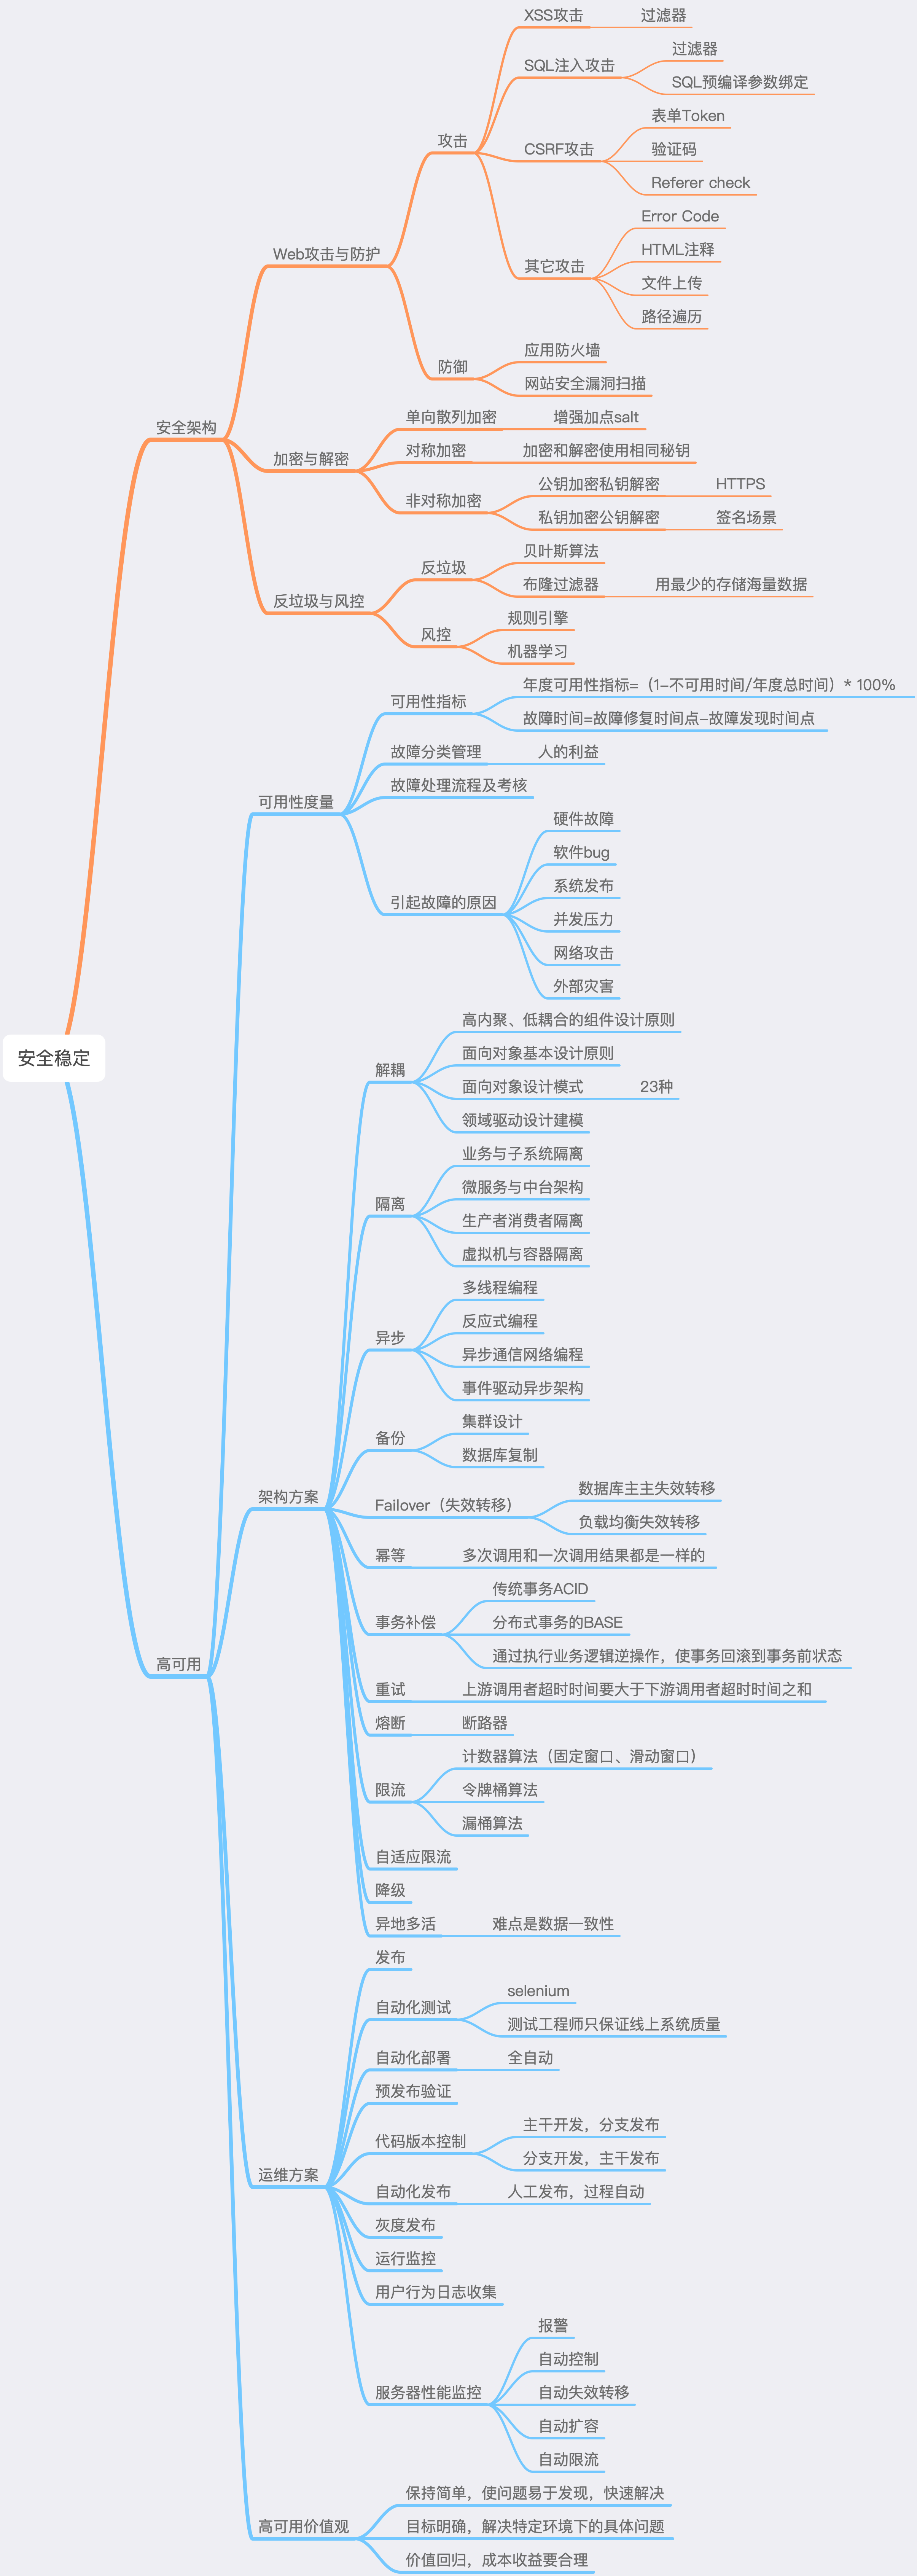 安全稳定
安全架构
Web攻击与防护
攻击
XSS攻击
过滤器
SQL注入攻击
过滤器
SQL预编译参数绑定
CSRF攻击
表单Token
验证码
Referer check
其它攻击
Error Code
HTML注释
文件上传
路径遍历
防御
应用防火墙
网站安全漏洞扫描
加密与解密
单向散列加密
增强加点salt
对称加密
加密和解密使用相同秘钥
非对称加密
公钥加密私钥解密
HTTPS
私钥加密公钥解密
签名场景
反垃圾与风控
反垃圾
贝叶斯算法
布隆过滤器
用最少的存储海量数据
风控
规则引擎
机器学习
高可用
可用性度量
可用性指标
年度可用性指标=（1-不可用时间/年度总时间）* 100%
故障时间=故障修复时间点-故障发现时间点
故障分类管理
人的利益
故障处理流程及考核
引起故障的原因
硬件故障
软件bug
系统发布
并发压力
网络攻击
外部灾害
架构方案
解耦
高内聚、低耦合的组件设计原则
面向对象基本设计原则
面向对象设计模式
23种
领域驱动设计建模
隔离
业务与子系统隔离
微服务与中台架构
生产者消费者隔离
虚拟机与容器隔离
异步
多线程编程
反应式编程
异步通信网络编程
事件驱动异步架构
备份
集群设计
数据库复制
Failover（失效转移）
数据库主主失效转移
负载均衡失效转移
幂等
多次调用和一次调用结果都是一样的
事务补偿
传统事务ACID
分布式事务的BASE
通过执行业务逻辑逆操作，使事务回滚到事务前状态
重试
上游调用者超时时间要大于下游调用者超时时间之和
熔断
断路器
限流
计数器算法（固定窗口、滑动窗口）
令牌桶算法
漏桶算法
自适应限流
降级
异地多活
难点是数据一致性
运维方案
发布
自动化测试
selenium
测试工程师只保证线上系统质量
自动化部署
全自动
预发布验证
代码版本控制
主干开发，分支发布
分支开发，主干发布
自动化发布
人工发布，过程自动
灰度发布
运行监控
用户行为日志收集
服务器性能监控
报警
自动控制
自动失效转移
自动扩容
自动限流
高可用价值观
保持简单，使问题易于发现，快速解决
目标明确，解决特定环境下的具体问题
价值回归，成本收益要合理